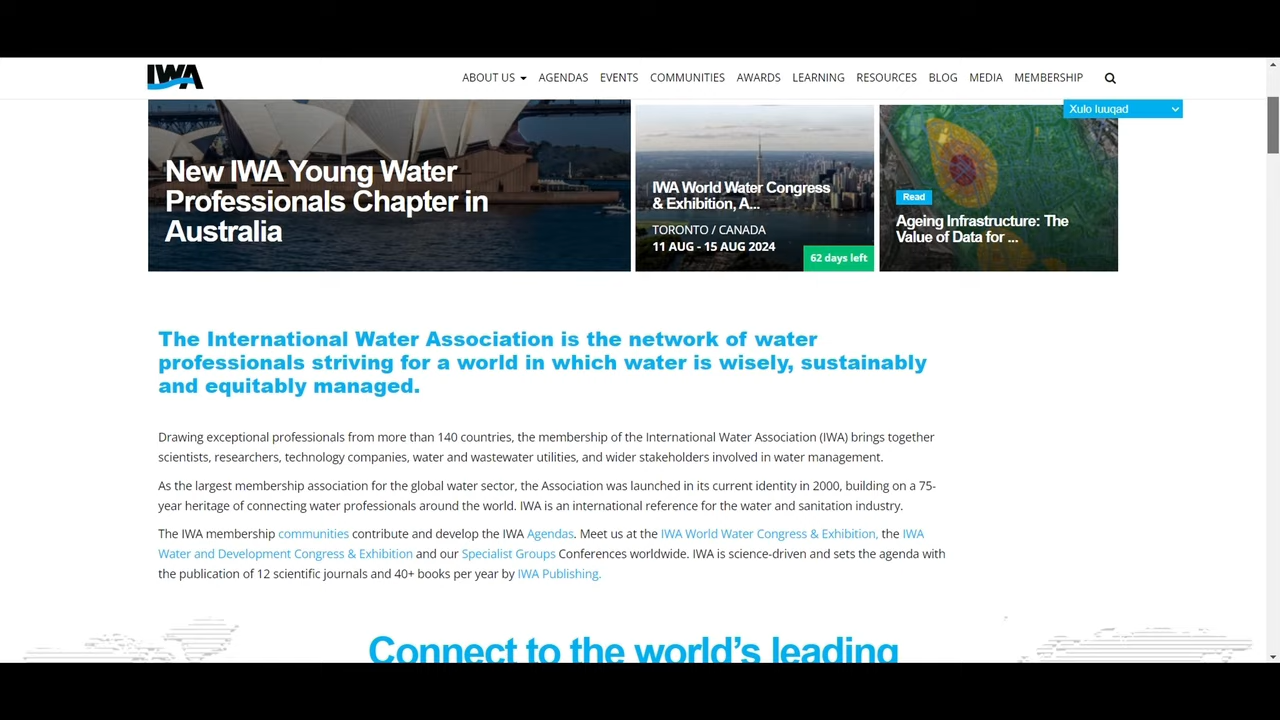 IWA
ABOUT US
AGENDAS
EVENTS
COMMUNITIES
AWARDS
LEARNING
RESOURCES
BLOG
MEDIA
MEMBERSHIP
Xulo luuqad
New IWA Young Water
Professionals Chapter in
Australia
IWA World Water Congress
& Exhibition, A...
TORONTO / CANADA
11 AUG - 15 AUG 2024
62 days left
Read
Ageing Infrastructure: The
Value of Data for ...
The International Water Association is the network of water
professionals striving for a world in which water is wisely, sustainably
and equitably managed.
Drawing exceptional professionals from more than 140 countries, the membership of the International Water Association (IWA) brings together
scientists, researchers, technology companies, water and wastewater utilities, and wider stakeholders involved in water management.
As the largest membership association for the global water sector, the Association was launched in its current identity in 2000, building on a 75-
year heritage of connecting water professionals around the world. IWA is an international reference for the water and sanitation industry.
The IWA membership communities contribute and develop the IWA Agendas. Meet us at the IWA World Water Congress & Exhibition, the IWA
Water and Development Congress & Exhibition and our Specialist Groups Conferences worldwide. IWA is science-driven and sets the agenda with
the publication of 12 scientific journals and 40+ books per year by IWA Publishing.
Connect to the world's leading